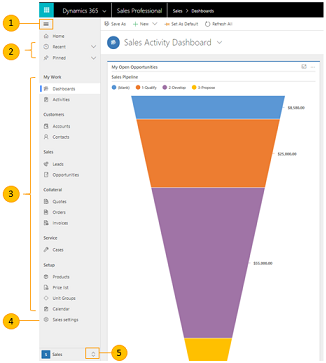 Dynamics 365
Sales Professional
Sales > Dashboards
1
Save As
New
Set As Default
Refresh All
Home
2
Recent
Pinned
Sales Activity Dashboard
My Work
My Open Opportunities
Dashboards
Sales Pipeline
Activities
(blank)
1-Qualify
2-Develop
3-Propose
Customers
Accounts
Contacts
Sales
Leads
3
Opportunities
$25,000.00
Collateral
Quotes
Orders
Invoices
Service
Cases
$55,000.00
Setup
Products
Price list
Unit Groups
Calendar
4
Sales settings
S
Sales
5